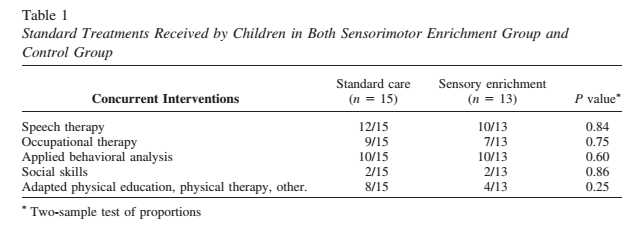 Table 1
Standard Treatments Received by Children in Both Sensorimotor Enrichment Group and
Control Group
Standard care Sensory enrichment
Concurrent Interventions (n = 15) (n = 13) P value*
Speech therapy 12/15 10/13 0.84
Occupational therapy 9/15 7/13 0.75
Applied behavioral analysis 10/15 10/13 0.60
Social skills 2/15 2/13 0.86
Adapted physical education, physical therapy, other. 8/15 4/13 0.25
* Two-sample test of proportions